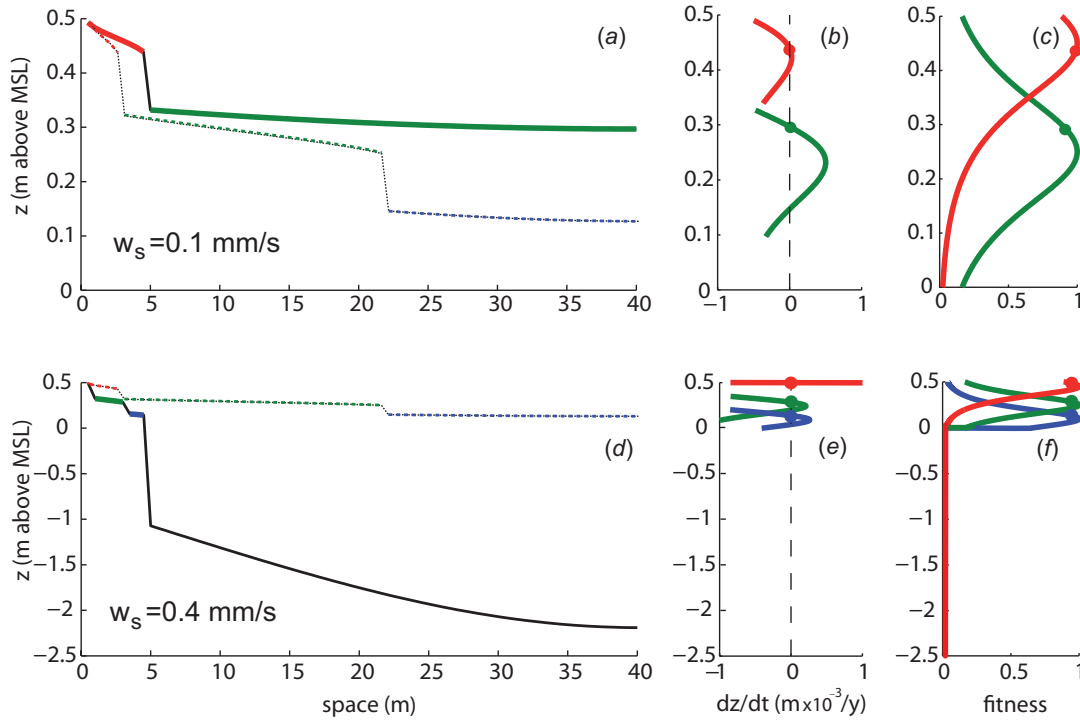 0.5
0.4
0.3
0.2
0.1
0
z (m above MSL)
(a)
w_s=0.1 mm/s
0 5 10 15 20 25 30 35 40
0.5
0.4
0.3
0.2
0.1
0
(b)
−1 0 1
0.5
0.4
0.3
0.2
0.1
0
(c)
0 0.5 1
0.5
0
−0.5
−1
−1.5
−2
−2.5
z (m above MSL)
(d)
w_s=0.4 mm/s
0 5 10 15 20 25 30 35 40
space (m)
0.5
0
−0.5
−1
−1.5
−2
−2.5
(e)
−1 0 1
dz/dt (m x10⁻³/y)
0.5
0
−0.5
−1
−1.5
−2
−2.5
(f)
0 0.5 1
fitness